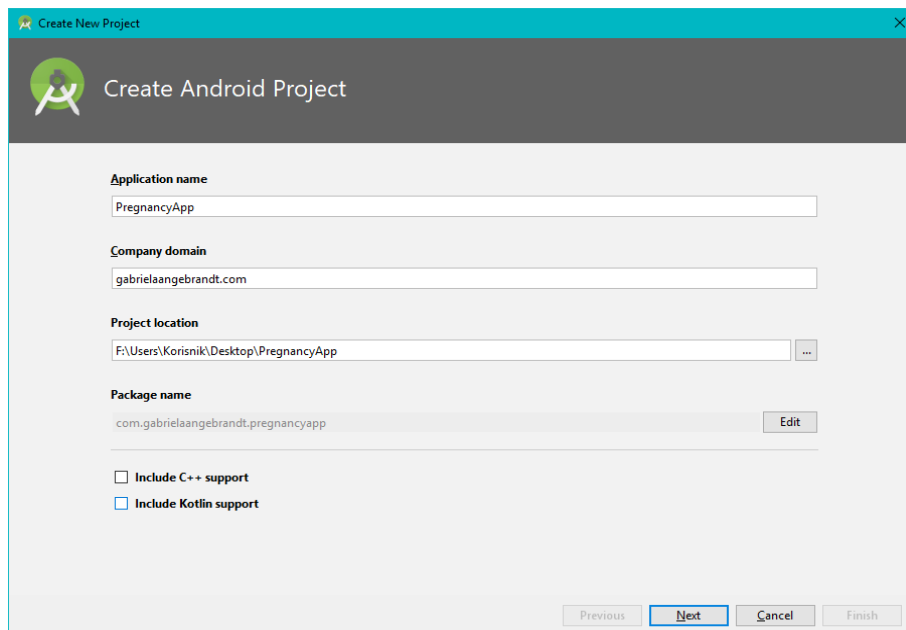 Create New Project
Create Android Project
Application name
PregnancyApp
Company domain
gabrielaangebrandt.com
Project location
F:\Users\Korisnik\Desktop\PregnancyApp
...
Package name
com.gabrielaangebrandt.pregnancyapp
Edit
Include C++ support
Include Kotlin support
Previous Next Cancel Finish